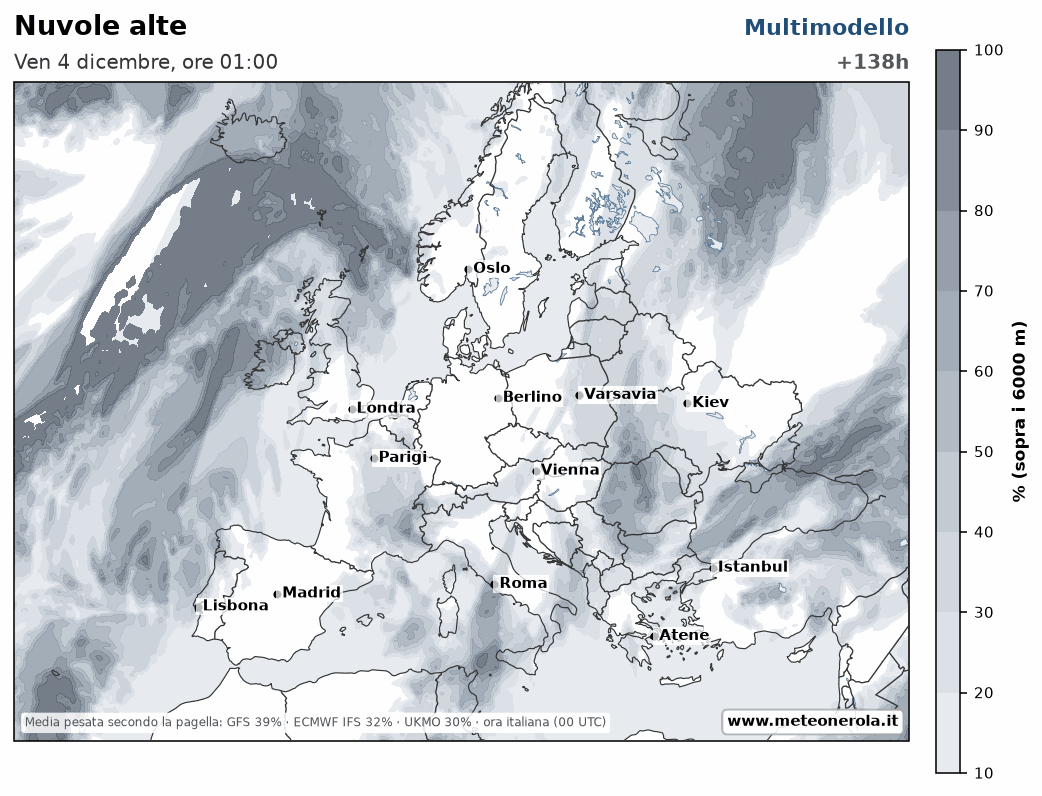 Nuvole alte
Multimodello
Ven 4 dicembre, ore 01:00
+138h
100
90
80
70
60
50
40
30
20
10
% (sopra i 6000 m)
Oslo
Berlino
Varsavia
Kiev
Londra
Parigi
Vienna
Istanbul
Roma
Madrid
Lisbona
Atene
Media pesata secondo la pagella: GFS 39% · ECMWF IFS 32% · UKMO 30% · ora italiana (00 UTC)
www.meteonerola.it